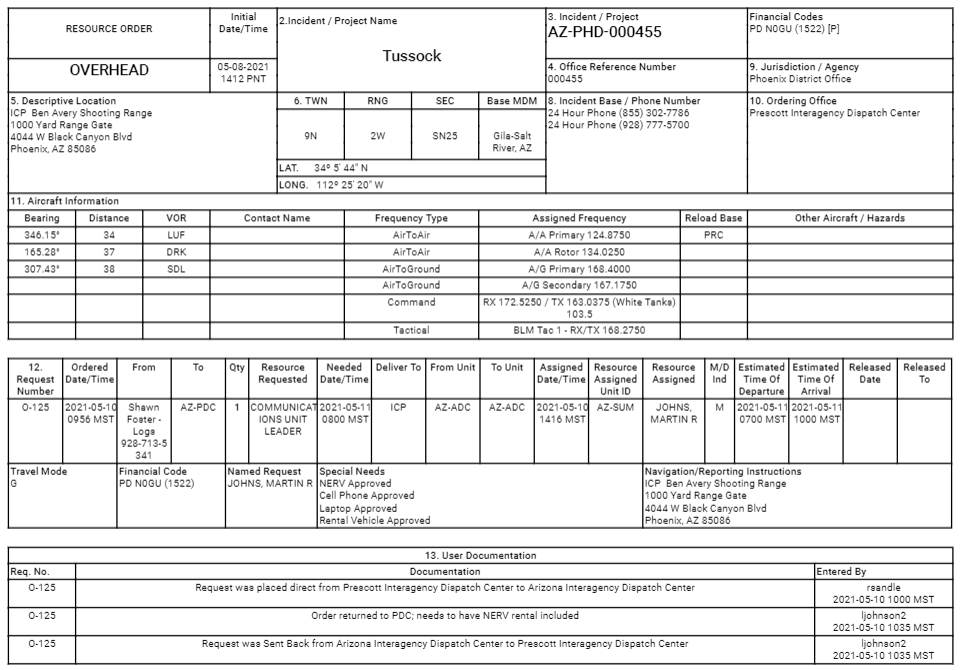 RESOURCE ORDER
Initial
Date/Time
2.Incident / Project Name
3. Incident / Project
Financial Codes
AZ-PHD-000455
PD N0GU (1522) [P]
OVERHEAD
05-08-2021
1412 PNT
Tussock
4. Office Reference Number
000455
9. Jurisdiction / Agency
Phoenix District Office
5. Descriptive Location
ICP Ben Avery Shooting Range
1000 Yard Range Gate
4044 W Black Canyon Blvd
Phoenix, AZ 85086
6. TWN RNG SEC Base MDM
9N 2W SN25 Gila-Salt
River, AZ
LAT. 34º 5' 44" N
LONG. 112º 25' 20" W
8. Incident Base / Phone Number
24 Hour Phone (855) 302-7786
24 Hour Phone (928) 777-5700
10. Ordering Office
Prescott Interagency Dispatch Center
11. Aircraft Information
Bearing Distance VOR Contact Name Frequency Type Assigned Frequency Reload Base Other Aircraft / Hazards
346.15° 34 LUF AirToAir A/A Primary 124.8750 PRC
165.28° 37 DRK AirToAir A/A Rotor 134.0250
307.43° 38 SDL AirToGround A/G Primary 168.4000
AirToGround A/G Secondary 167.1750
Command RX 172.5250 / TX 163.0375 (White Tanks)
103.5
Tactical BLM Tac 1 - RX/TX 168.2750
12.
Request
Number
Ordered
Date/Time
From
To
Qty
Resource
Requested
Needed
Date/Time
Deliver To
From Unit
To Unit
Assigned
Date/Time
Resource
Assigned
Unit ID
Resource
Assigned
M/D
Ind
Estimated
Time Of
Departure
Estimated
Time Of
Arrival
Released
Date
Released
To
O-125
2021-05-10
0956 MST
Shawn
Foster -
Logs
928-713-5
341
AZ-PDC
1
COMMUNICAT
IONS UNIT
LEADER
2021-05-11
0800 MST
ICP
AZ-ADC
AZ-ADC
2021-05-10
1416 MST
AZ-SUM
JOHNS,
MARTIN R
M
2021-05-11
0700 MST
2021-05-11
1000 MST
Travel Mode
G
Financial Code
PD N0GU (1522)
Named Request
JOHNS, MARTIN R
Special Needs
NERV Approved
Cell Phone Approved
Laptop Approved
Rental Vehicle Approved
Navigation/Reporting Instructions
ICP Ben Avery Shooting Range
1000 Yard Range Gate
4044 W Black Canyon Blvd
Phoenix, AZ 85086
13. User Documentation
Req. No. Documentation Entered By
O-125 Request was placed direct from Prescott Interagency Dispatch Center to Arizona Interagency Dispatch Center rsandle
2021-05-10 1000 MST
O-125 Order returned to PDC; needs to have NERV rental included ljohnson2
2021-05-10 1035 MST
O-125 Request was Sent Back from Arizona Interagency Dispatch Center to Prescott Interagency Dispatch Center ljohnson2
2021-05-10 1035 MST